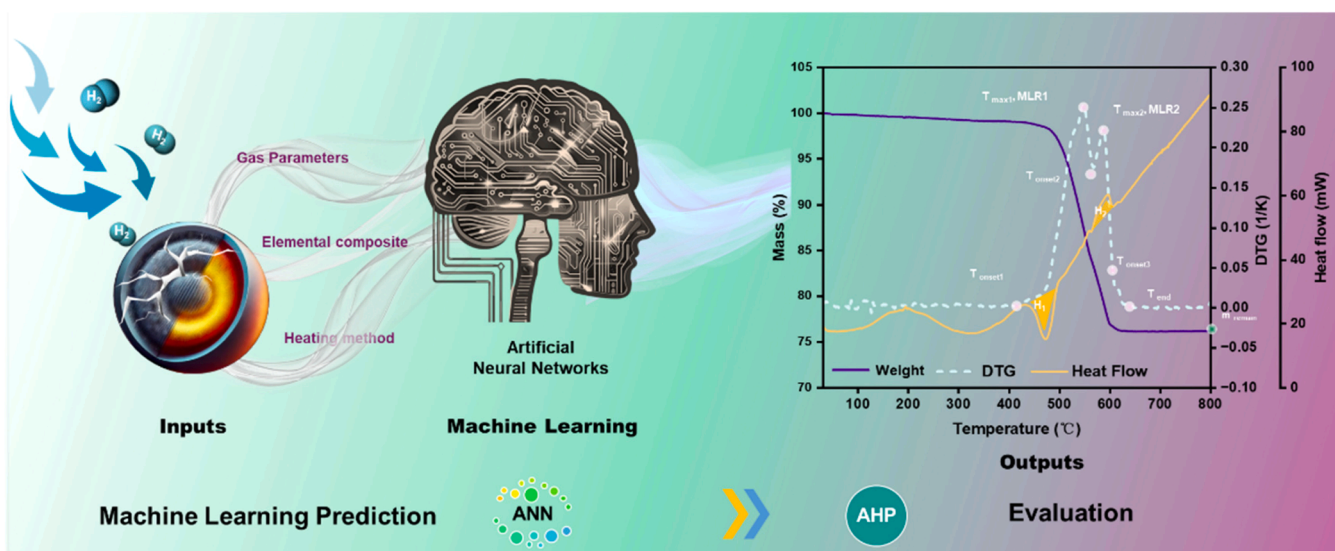 H2
H2
H2
Gas Parameters
Elemental composite
Heating method
Inputs
Artificial
Neural Networks
Machine Learning
105
100
95
90
85
80
75
70
Mass (%)
100
200
300
400
500
600
700
800
Temperature (℃)
0.30
0.25
0.20
0.15
0.10
0.05
0.00
−0.05
−0.10
DTG (1/K)
100
80
60
40
20
0
Heat flow (mW)
Tmax1, MLR1
Tmax2, MLR2
Tonset2
Tonset1
Tonset3
Tend
mremain
H1
Weight
DTG
Heat Flow
Outputs
Machine Learning Prediction
ANN
AHP
Evaluation